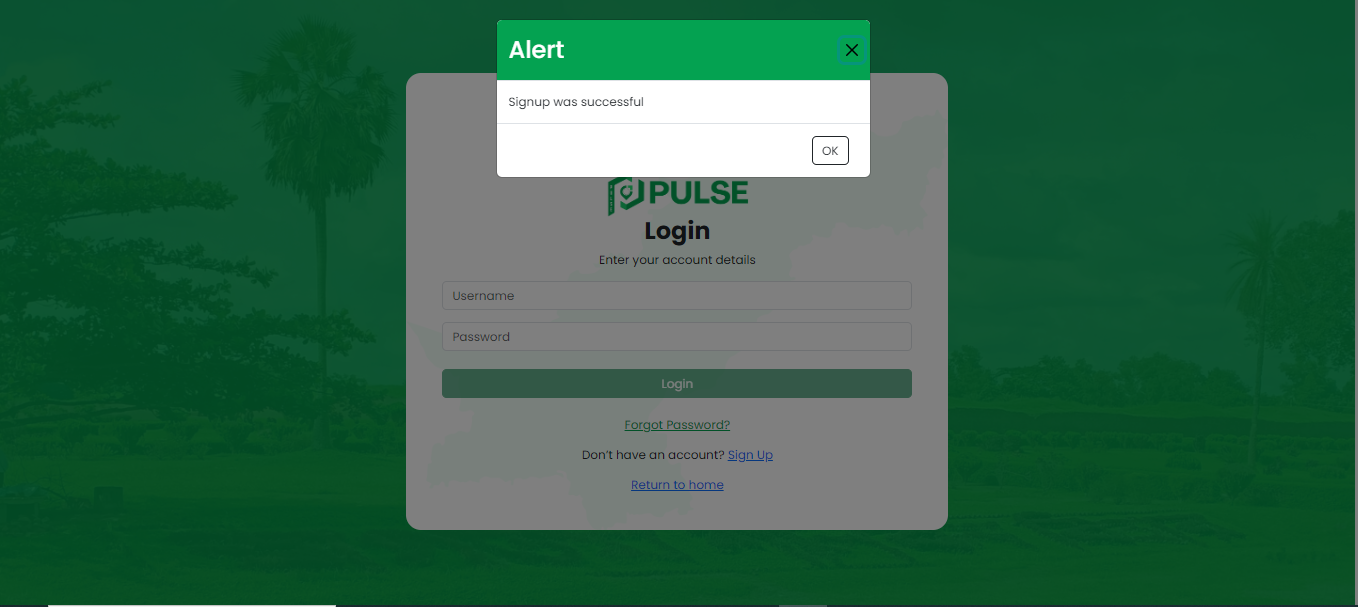 Alert
Signup was successful
OK
PULSE
Login
Enter your account details
Username
Password
Login
Forgot Password?
Don't have an account? Sign Up
Return to home